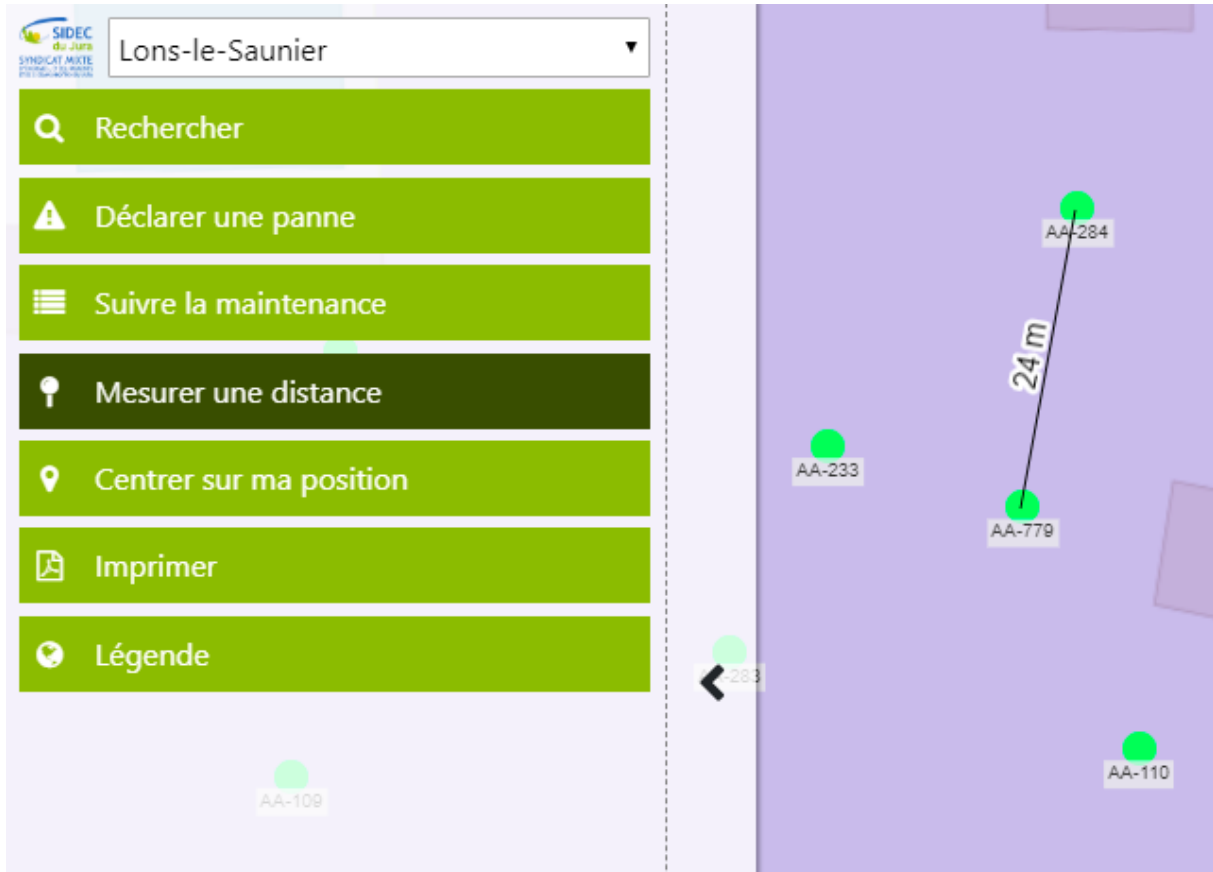 SIDEC
du Jura
SYNDICAT MIXTE
Lons-le-Saunier
Rechercher
Déclarer une panne
Suivre la maintenance
Mesurer une distance
Centrer sur ma position
Imprimer
Légende
AA-284
24 m
AA-233
AA-779
AA-283
AA-110
AA-109